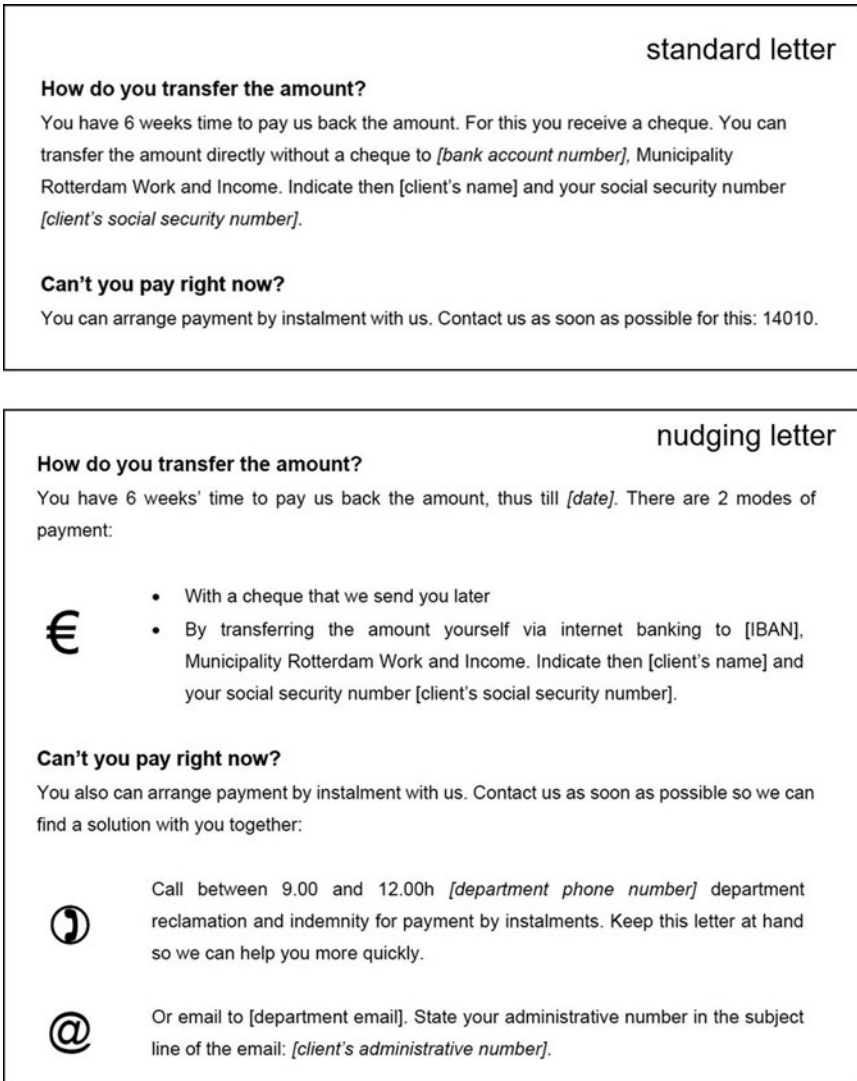 standard letter
How do you transfer the amount?
You have 6 weeks time to pay us back the amount. For this you receive a cheque. You can
transfer the amount directly without a cheque to [bank account number], Municipality
Rotterdam Work and Income. Indicate then [client's name] and your social security number
[client's social security number].
Can't you pay right now?
You can arrange payment by instalment with us. Contact us as soon as possible for this: 14010.
nudging letter
How do you transfer the amount?
You have 6 weeks' time to pay us back the amount, thus till [date]. There are 2 modes of
payment:
€
• With a cheque that we send you later
• By transferring the amount yourself via internet banking to [IBAN],
Municipality Rotterdam Work and Income. Indicate then [client's name] and
your social security number [client's social security number].
Can't you pay right now?
You also can arrange payment by instalment with us. Contact us as soon as possible so we can
find a solution with you together:
Call between 9.00 and 12.00h [department phone number] department
reclamation and indemnity for payment by instalments. Keep this letter at hand
so we can help you more quickly.
@
Or email to [department email]. State your administrative number in the subject
line of the email: [client's administrative number].